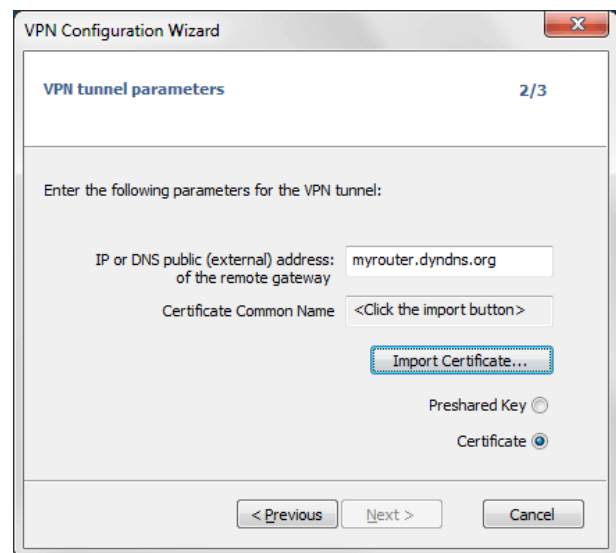 VPN Configuration Wizard
VPN tunnel parameters 2/3
Enter the following parameters for the VPN tunnel:
IP or DNS public (external) address: myrouter.dyndns.org
of the remote gateway
Certificate Common Name <Click the import button>
Import Certificate...
Preshared Key
Certificate
< Previous Next > Cancel